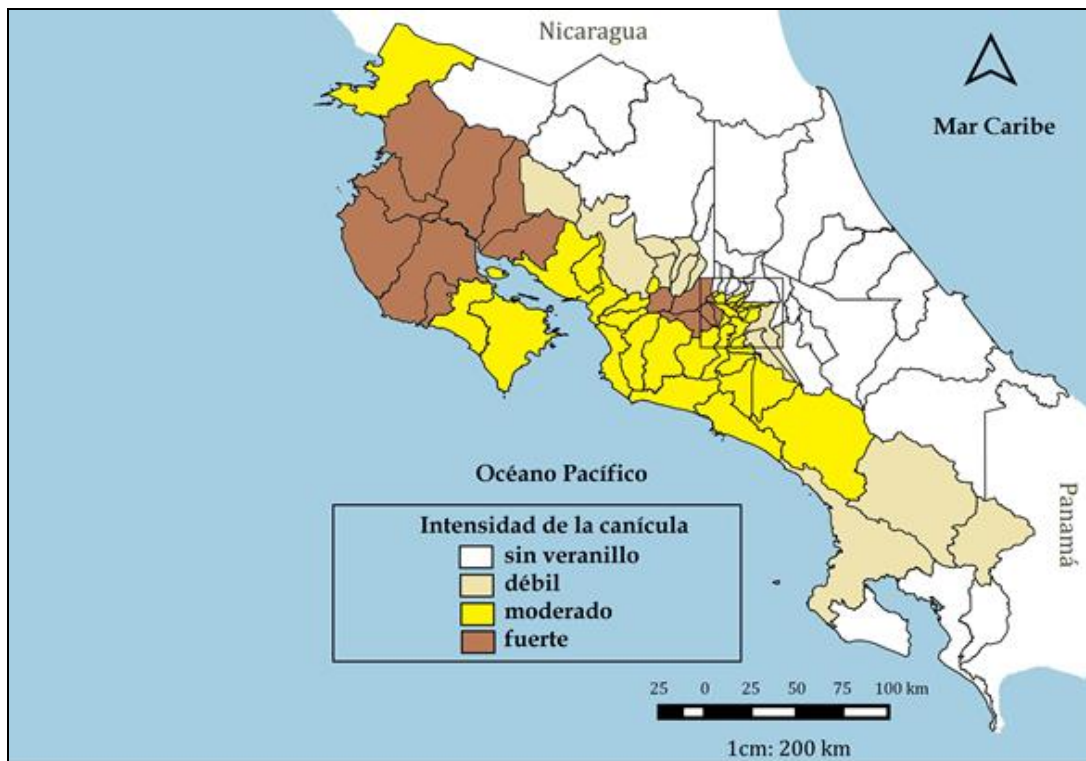 Nicaragua
Mar Caribe
Océano Pacífico
Panamá
Intensidad de la canícula
sin veranillo
débil
moderado
fuerte
25 0 25 50 75 100 km
1cm: 200 km